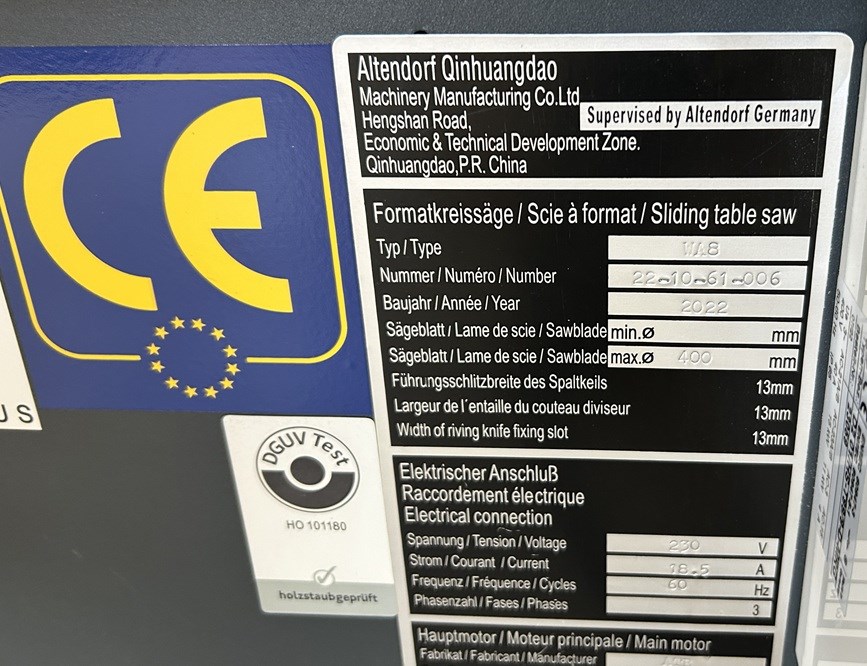 CE
U S
DGUV Test
HO 101180
holzstaubgeprüft
Altendorf Qinhuangdao
Machinery Manufacturing Co.Ltd
Hengshan Road,
Supervised by Altendorf Germany
Economic & Technical Development Zone.
Qinhuangdao,P.R. China
Formatkreissäge / Scie à format / Sliding table saw
Typ / Type WA8
Nummer / Numéro / Number 22-10-61-006
Baujahr / Année / Year 2022
Sägeblatt / Lame de scie / Sawblade min.ø mm
Sägeblatt / Lame de scie / Sawblade max.ø 400 mm
Führungsschlitzbreite des Spaltkeils 13mm
Largeur de l´entaille du couteau diviseur 13mm
Width of riving knife fixing slot 13mm
Elektrischer Anschluß
Raccordement électrique
Electrical connection
Spannung / Tension / Voltage 230 V
Strom / Courant / Current 18.5 A
Frequenz / Fréquence / Cycles 60 Hz
Phasenzahl / Fases / Phases 3
Hauptmotor / Moteur principale / Main motor
Fabrikat / Fabricant / Manufacturer